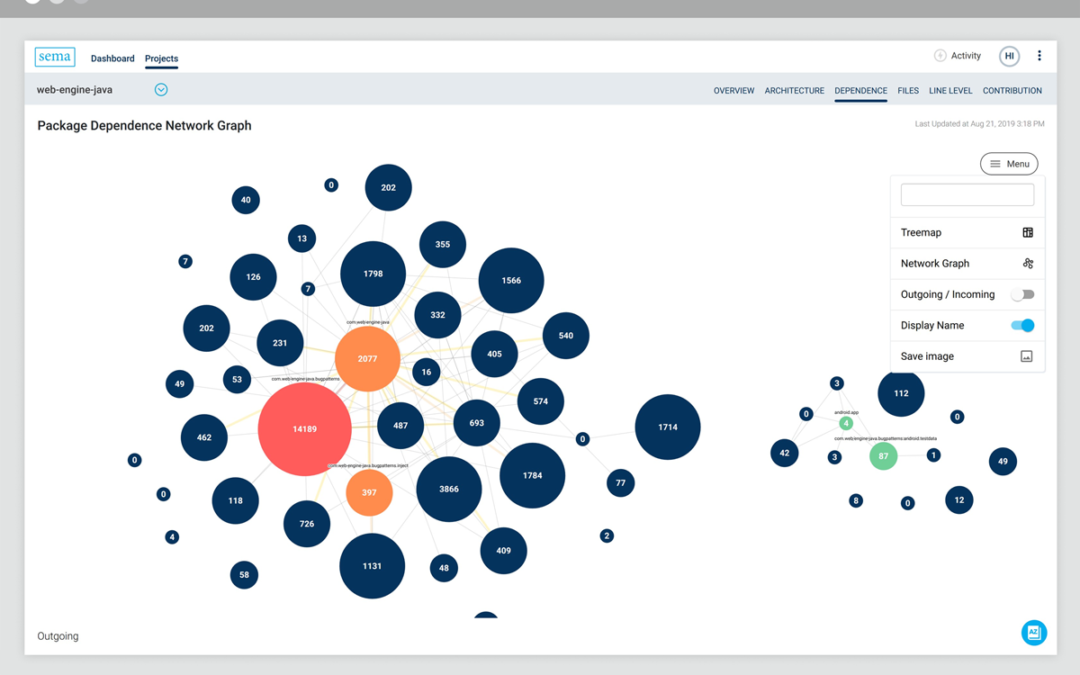 sema
Dashboard
Projects
Activity
HI
web-engine-java
OVERVIEW
ARCHITECTURE
DEPENDENCE
FILES
LINE LEVEL
CONTRIBUTION
Package Dependence Network Graph
Last Updated at Aug 21, 2019 3:18 PM
Menu
Treemap
Network Graph
Outgoing / Incoming
Display Name
Save image
0
202
40
13
355
7
126
1798
1566
7
332
202
com.web.engine.java
540
231
405
2077
16
com.web.engine.java.bugpatterns
53
49
574
14189
487
693
1714
462
0
com.web.engine.java.bugpatterns.inject
0
1784
77
3866
397
0
118
726
4
2
409
1131
48
58
3
112
0
android.app
4
0
com.web.engine.java.bugpatterns.android.testdata
42
3
87
1
49
8
0
12
Outgoing
AZ